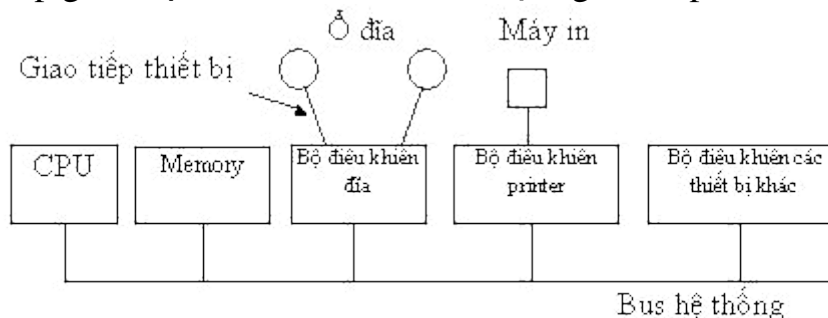 Ổ đĩa
Máy in
Giao tiếp thiết bị
CPU
Memory
Bộ điều khiển
đĩa
Bộ điều khiển
printer
Bộ điều khiển các
thiết bị khác
Bus hệ thống